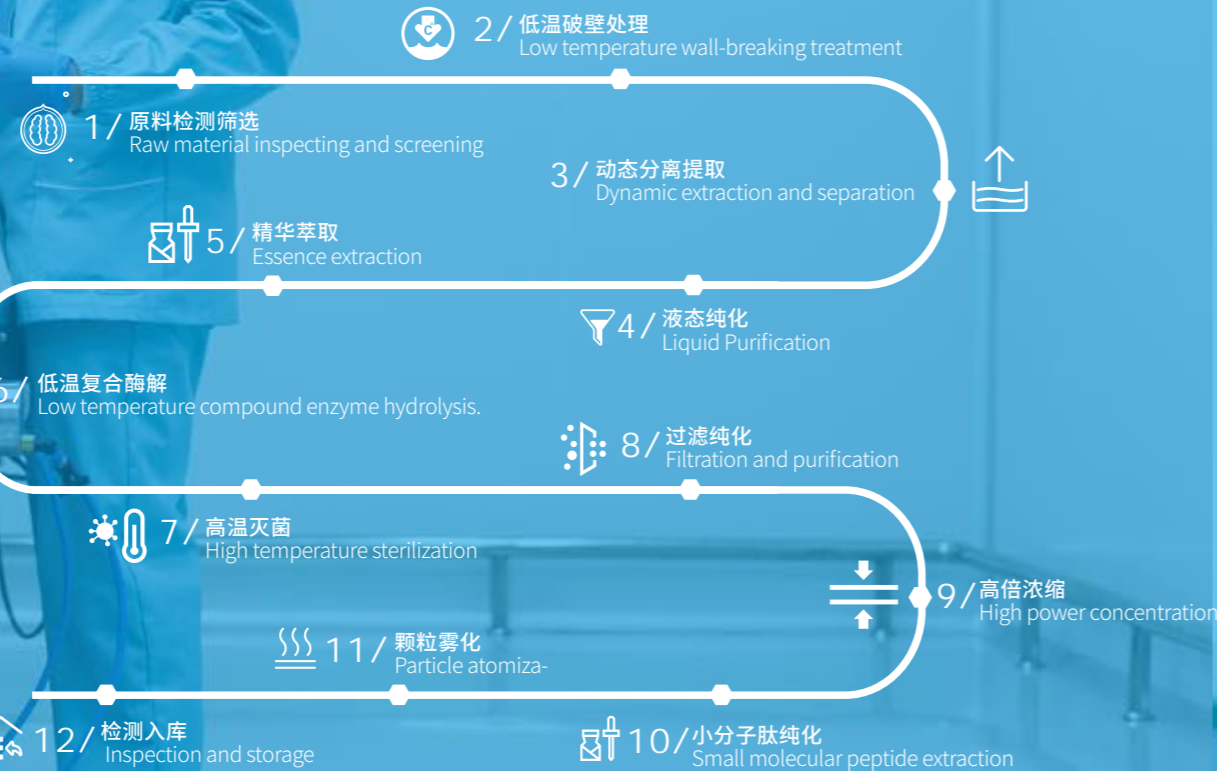 1/ 原料检测筛选
Raw material inspecting and screening
2/ 低温破壁处理
Low temperature wall-breaking treatment
3/ 动态分离提取
Dynamic extraction and separation
4/ 液态纯化
Liquid Purification
5/ 精华萃取
Essence extraction
6/ 低温复合酶解
Low temperature compound enzyme hydrolysis.
7/ 高温灭菌
High temperature sterilization
8/ 过滤纯化
Filtration and purification
9/ 高倍浓缩
High power concentration
10/ 小分子肽纯化
Small molecular peptide extraction
11/ 颗粒雾化
Particle atomiza-
12/ 检测入库
Inspection and storage
C